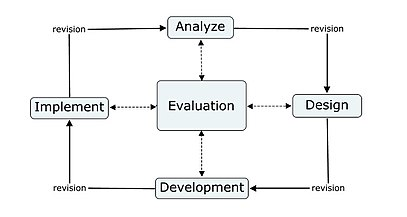 Analyze
revision
revision
Implement
Evaluation
Design
revision
Development
revision